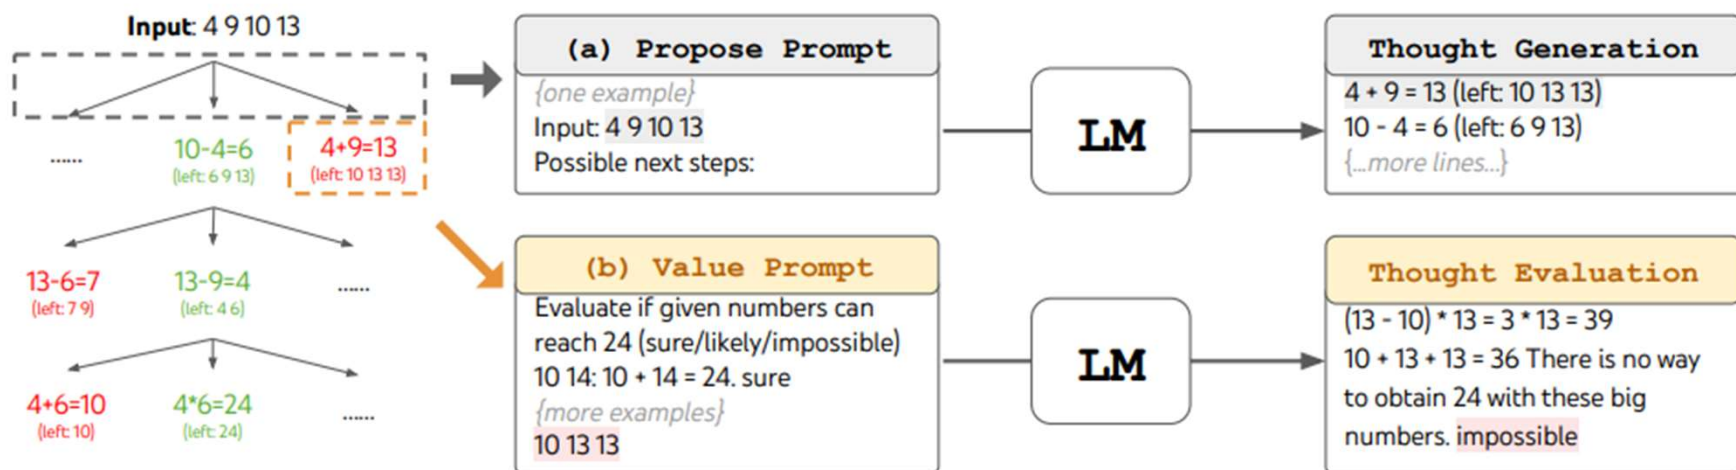 Input: 4 9 10 13
......
10-4=6
(left: 6 9 13)
4+9=13
(left: 10 13 13)
13-6=7
(left: 7 9)
13-9=4
(left: 4 6)
......
4+6=10
(left: 10)
4*6=24
(left: 24)
......
(a) Propose Prompt
{one example}
Input: 4 9 10 13
Possible next steps:
LM
Thought Generation
4 + 9 = 13 (left: 10 13 13)
10 - 4 = 6 (left: 6 9 13)
{...more lines...}
(b) Value Prompt
Evaluate if given numbers can
reach 24 (sure/likely/impossible)
10 14: 10 + 14 = 24. sure
{more examples}
10 13 13
LM
Thought Evaluation
(13 - 10) * 13 = 3 * 13 = 39
10 + 13 + 13 = 36 There is no way
to obtain 24 with these big
numbers. impossible